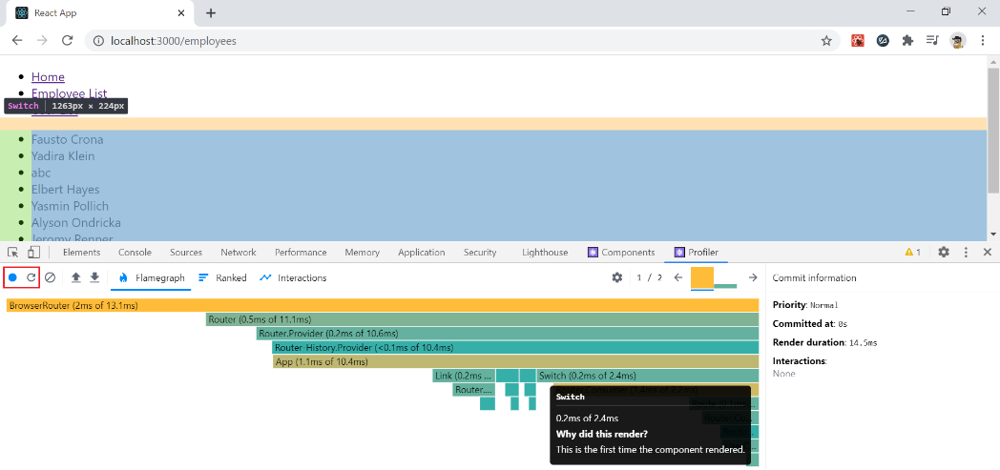 React App
localhost:3000/employees
Home
Employee List
Switch | 1263px × 224px
Fausto Crona
Yadira Klein
abc
Elbert Hayes
Yasmin Pollich
Alyson Ondricka
Jeromy Renner
Elements Console Sources Network Performance Memory Application Security Lighthouse Components Profiler 1
Flamegraph Ranked Interactions 1 / 2 Commit information
BrowserRouter (2ms of 13.1ms)
Router (0.5ms of 11.1ms)
Router.Provider (0.2ms of 10.6ms)
Router-History.Provider (<0.1ms of 10.4ms)
App (1.1ms of 10.4ms)
Link (0.2ms ... Switch (0.2ms of 2.4ms)
Router....
Switch
0.2ms of 2.4ms
Why did this render?
This is the first time the component rendered.
Priority: Normal
Committed at: 0s
Render duration: 14.5ms
Interactions:
None